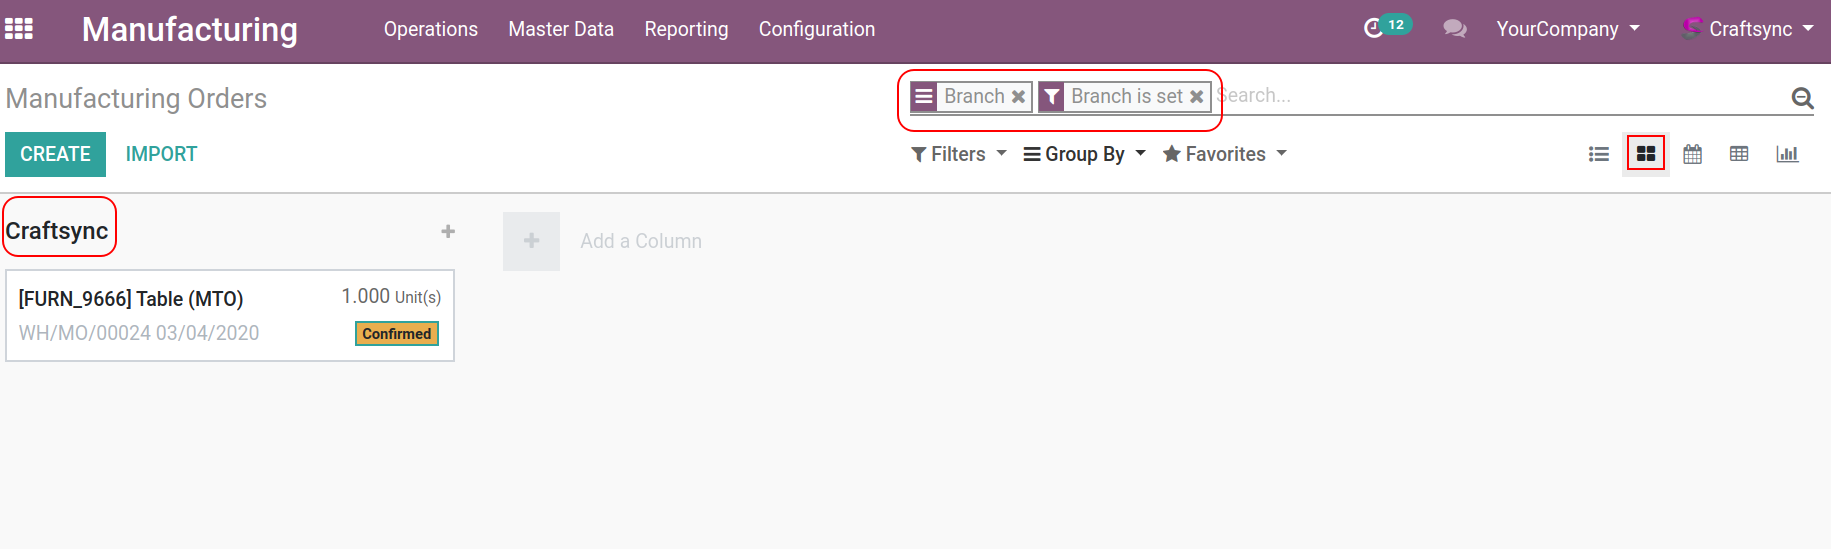 Manufacturing Operations Master Data Reporting Configuration 12 YourCompany Craftsync
Manufacturing Orders Branch Branch is set Search...
CREATE IMPORT Filters Group By Favorites
Craftsync
Add a Column
[FURN_9666] Table (MTO) 1.000 Unit(s)
WH/MO/00024 03/04/2020 Confirmed